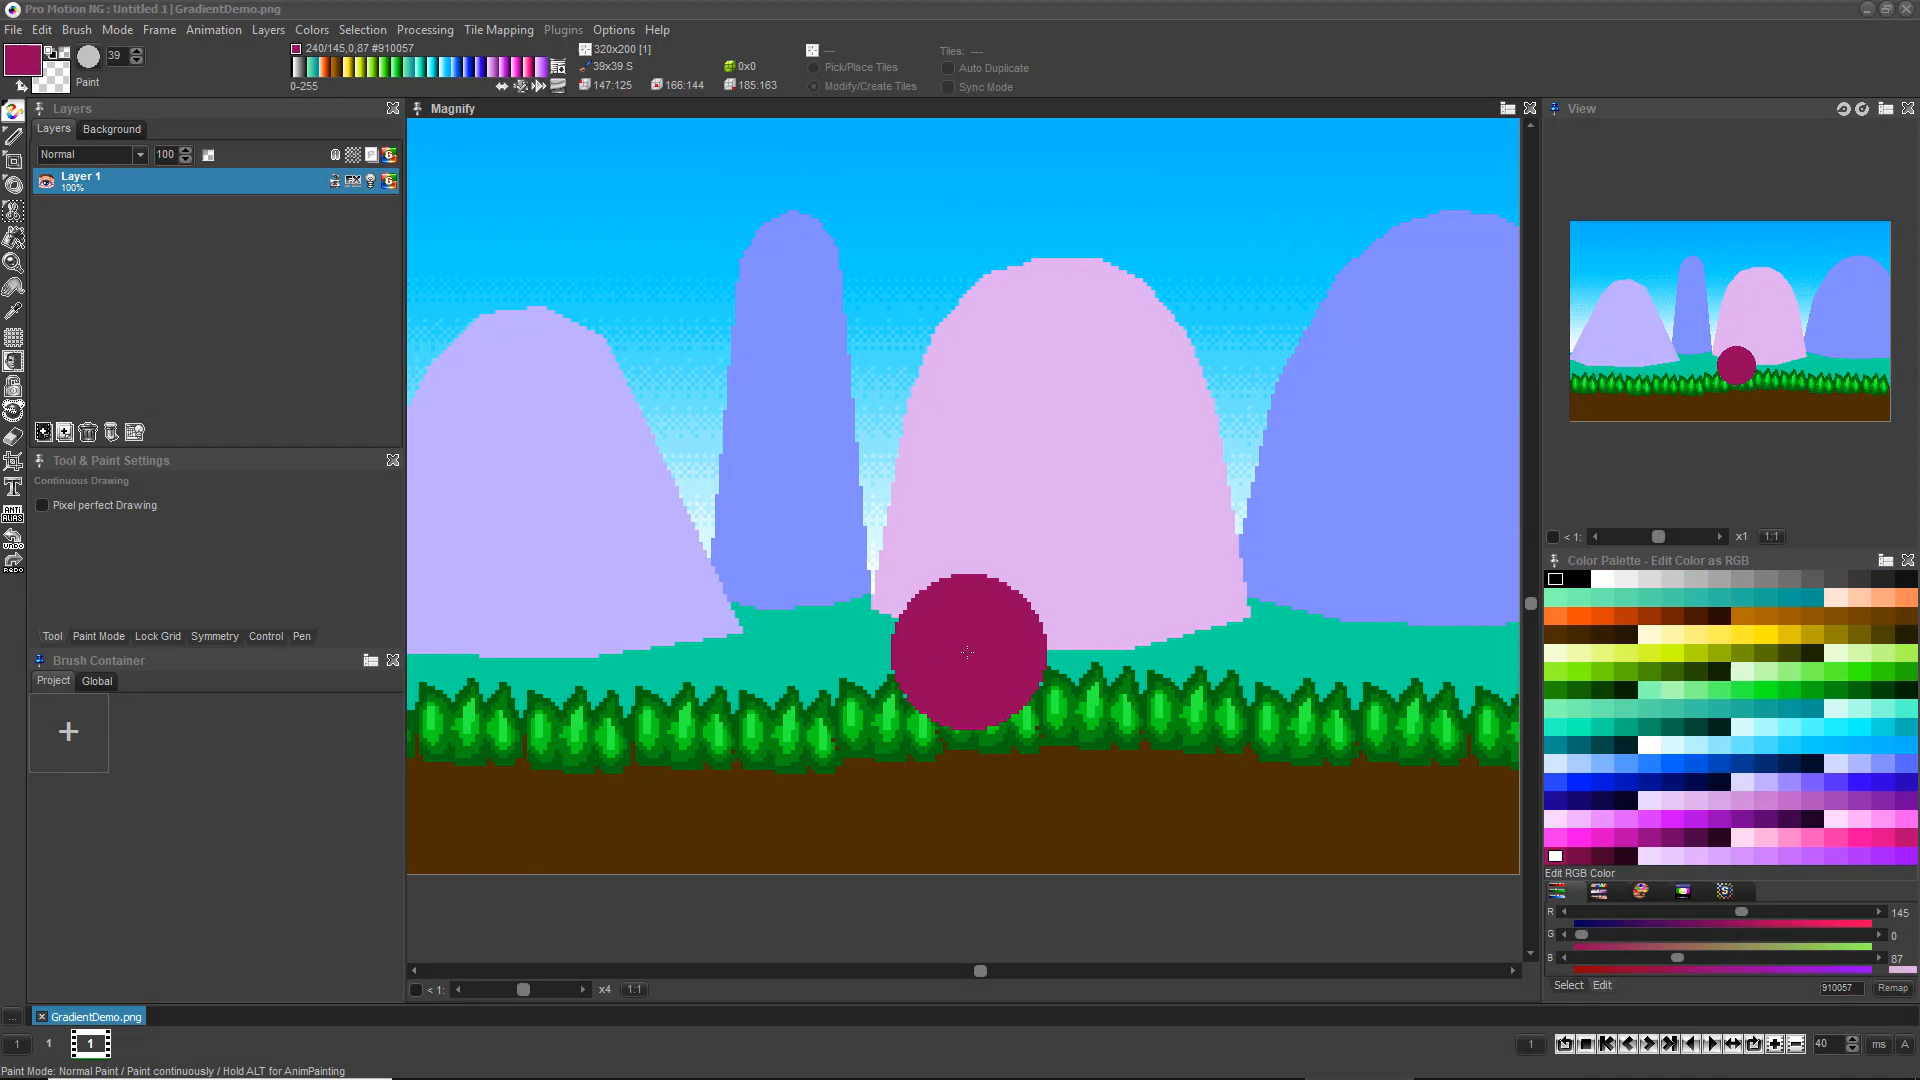 Pro Motion NG : Untitled 1 | GradientDemo.png
File Edit Brush Mode Frame Animation Layers Colors Selection Processing Tile Mapping Plugins Options Help
39
Paint
240/145,0,87 #910057
0-255
320x200 [1]
39x39 S
0x0
147:125
166:144
185:163
Pick/Place Tiles
Modify/Create Tiles
Tiles:
Auto Duplicate
Sync Mode
Layers
Layers Background
Normal 100
Layer 1
100%
Tool & Paint Settings
Continuous Drawing
Pixel perfect Drawing
ANTI
ALIAS
UNDO
REDO
Tool Paint Mode Lock Grid Symmetry Control Pen
Brush Container
Project Global
+
Magnify
< 1: x4 1:1
View
< 1: x1 1:1
Color Palette - Edit Color as RGB
Edit RGB Color
R 145
G 0
B 87
Select Edit 910057 Remap
... GradientDemo.png
1 1 1
1 40 ms A
Paint Mode: Normal Paint / Paint continuously / Hold ALT for AnimPainting